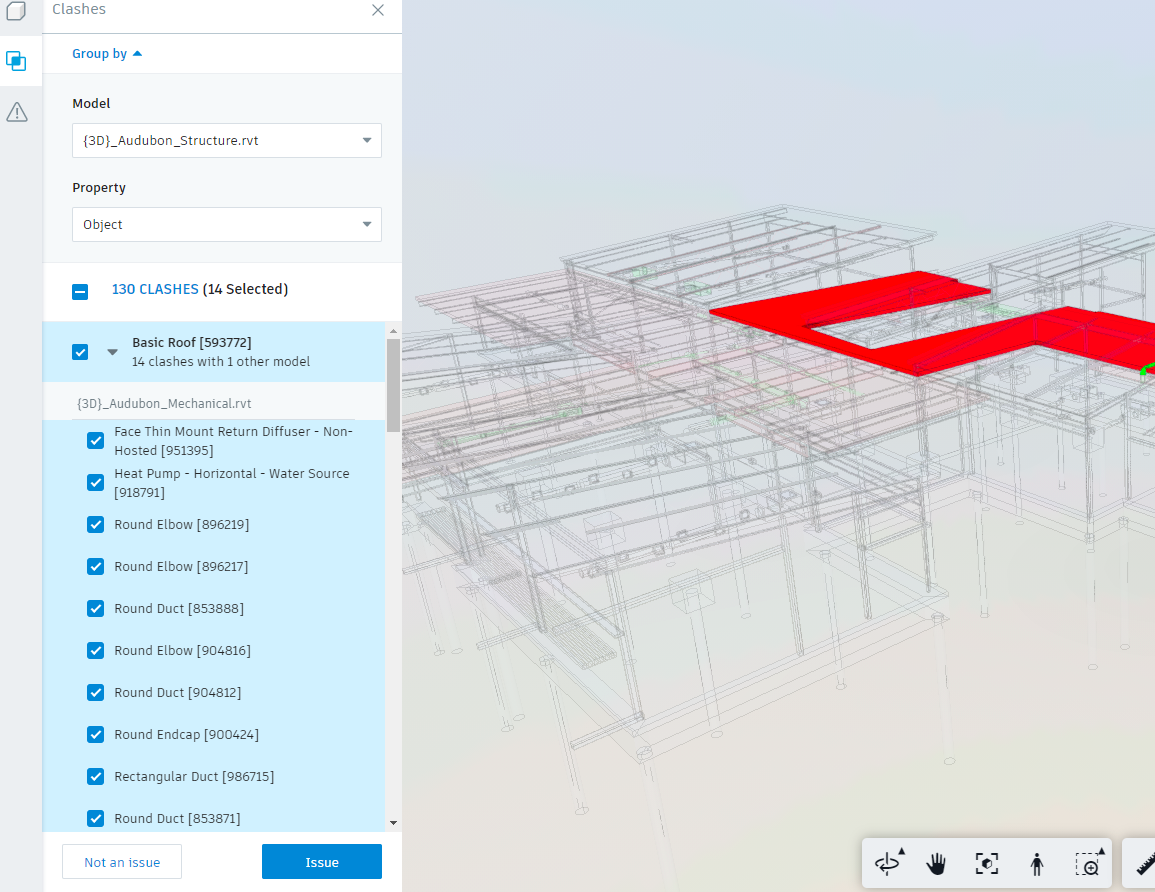 Clashes
Group by
Model
{3D}_Audubon_Structure.rvt
Property
Object
130 CLASHES (14 Selected)
Basic Roof [593772]
14 clashes with 1 other model
{3D}_Audubon_Mechanical.rvt
Face Thin Mount Return Diffuser - Non-
Hosted [951395]
Heat Pump - Horizontal - Water Source
[918791]
Round Elbow [896219]
Round Elbow [896217]
Round Duct [853888]
Round Elbow [904816]
Round Duct [904812]
Round Endcap [900424]
Rectangular Duct [986715]
Round Duct [853871]
Not an issue
Issue